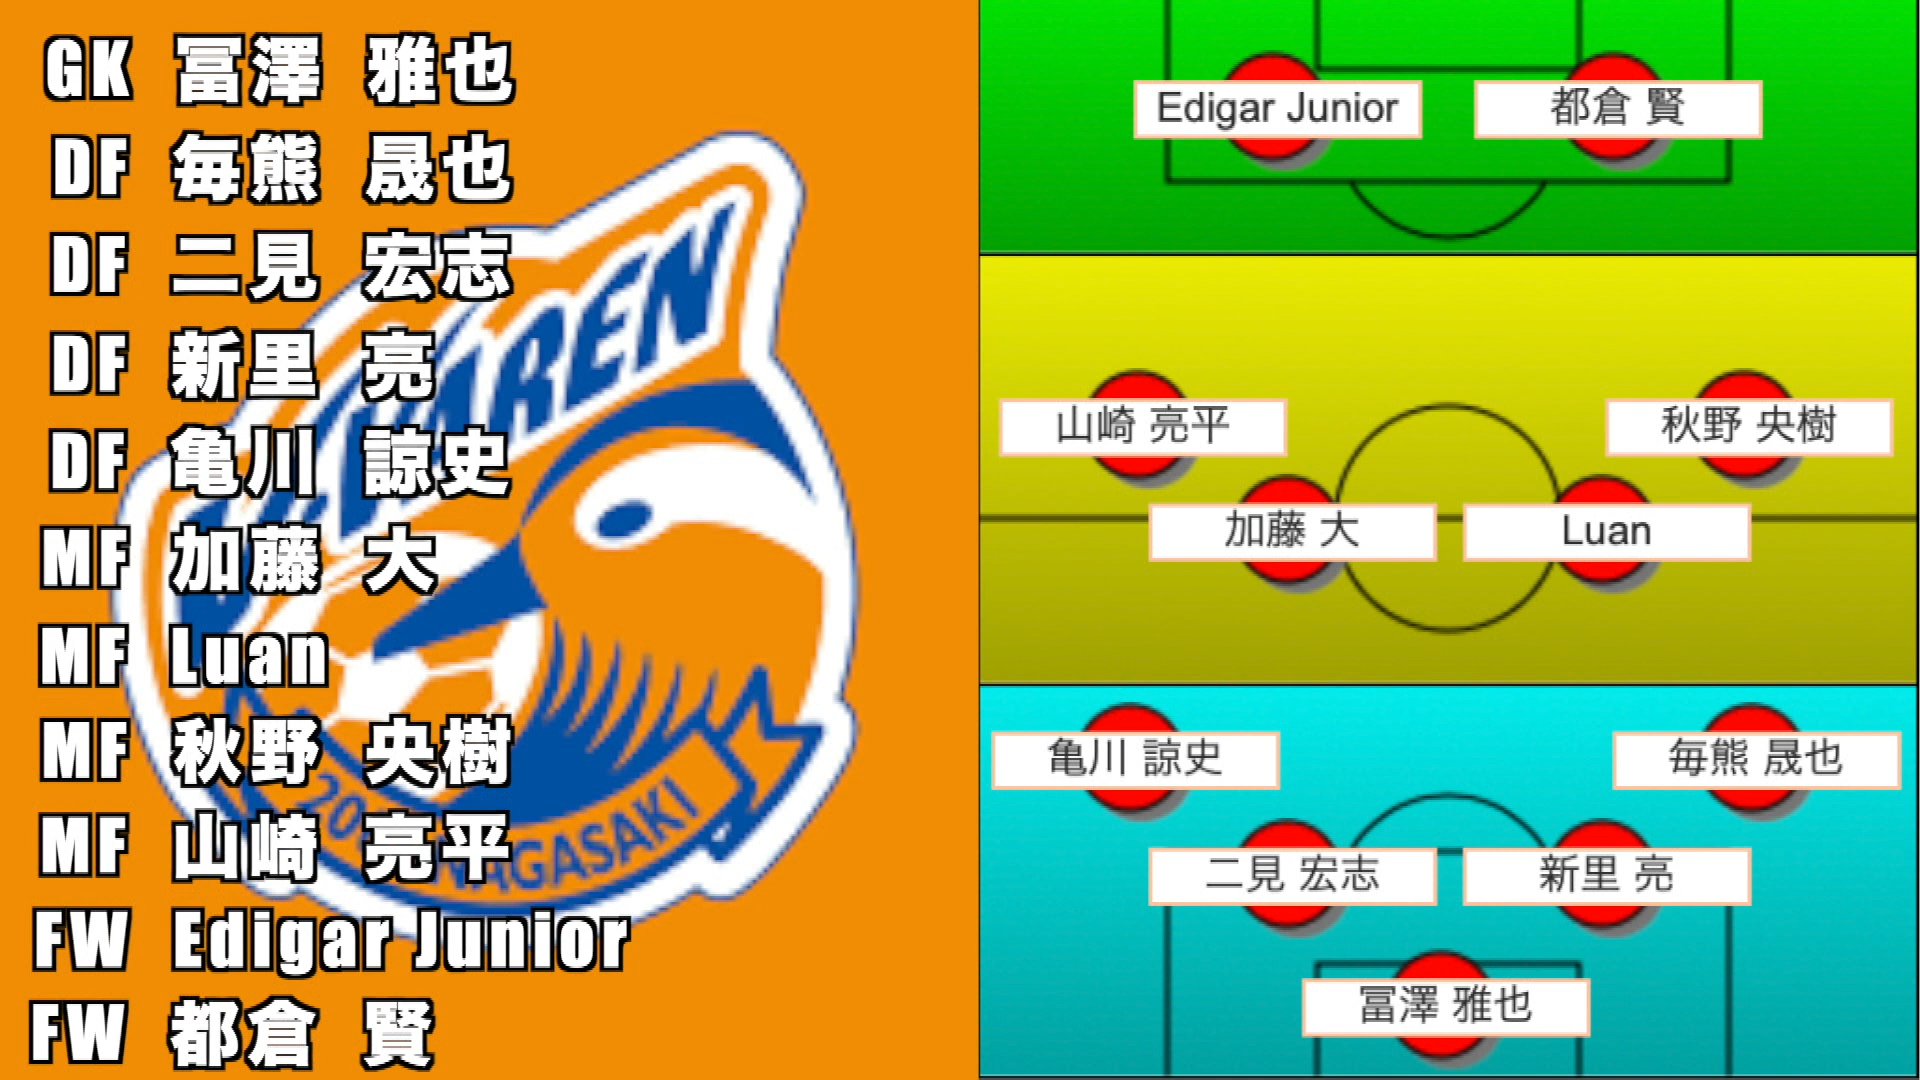 GK 冨澤 雅也
DF 毎熊 晟也
DF 二見 宏志
DF 新里 亮
DF 亀川 諒史
MF 加藤 大
MF Luan
MF 秋野 央樹
MF 山崎 亮平
FW Edigar Junior
FW 都倉 賢
NAGASAKI
Edigar Junior
都倉 賢
山崎 亮平
秋野 央樹
加藤 大
Luan
亀川 諒史
毎熊 晟也
二見 宏志
新里 亮
冨澤 雅也